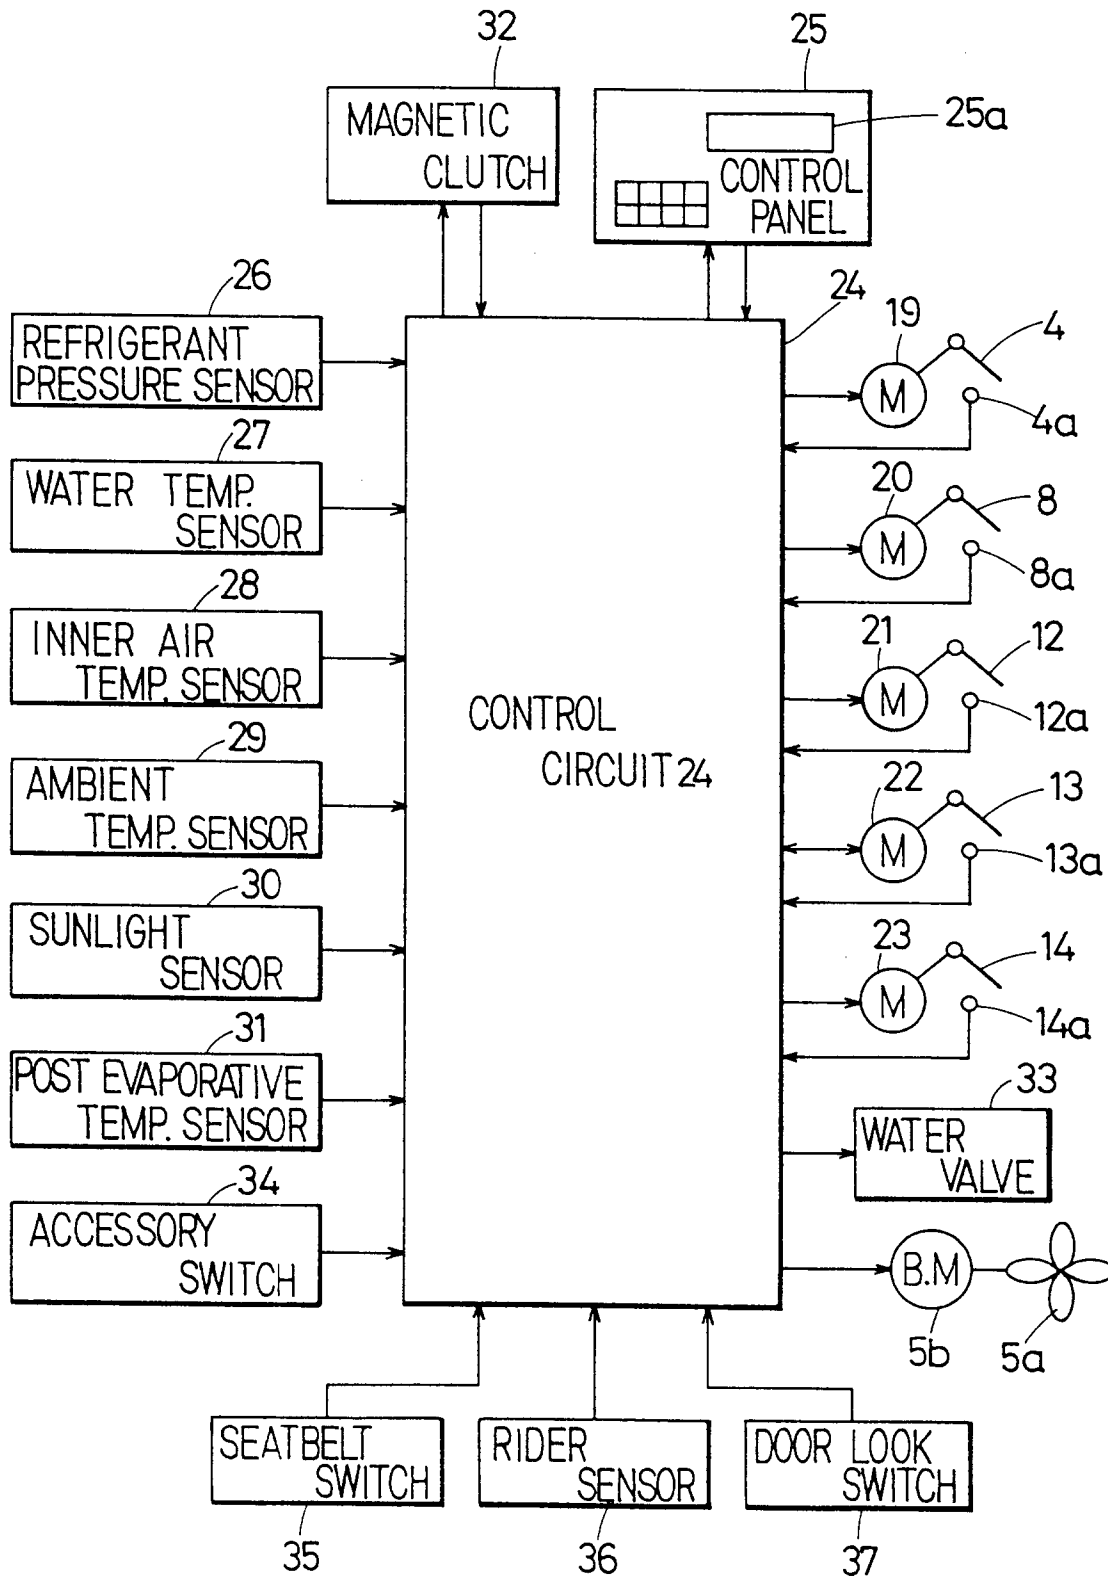 32
25
MAGNETIC
CLUTCH
25a
CONTROL
PANEL
26
24
REFRIGERANT
PRESSURE SENSOR
19
4
M
4a
27
WATER TEMP.
SENSOR
20
8
M
8a
28
INNER AIR
TEMP. SENSOR
21
12
M
12a
CONTROL
CIRCUIT 24
29
AMBIENT
TEMP. SENSOR
22
13
M
13a
30
SUNLIGHT
SENSOR
23
14
M
14a
31
POST EVAPORATIVE
TEMP. SENSOR
33
WATER
VALVE
34
ACCESSORY
SWITCH
B.M
5b
5a
SEATBELT
SWITCH
RIDER
SENSOR
DOOR LOOK
SWITCH
35
36
37